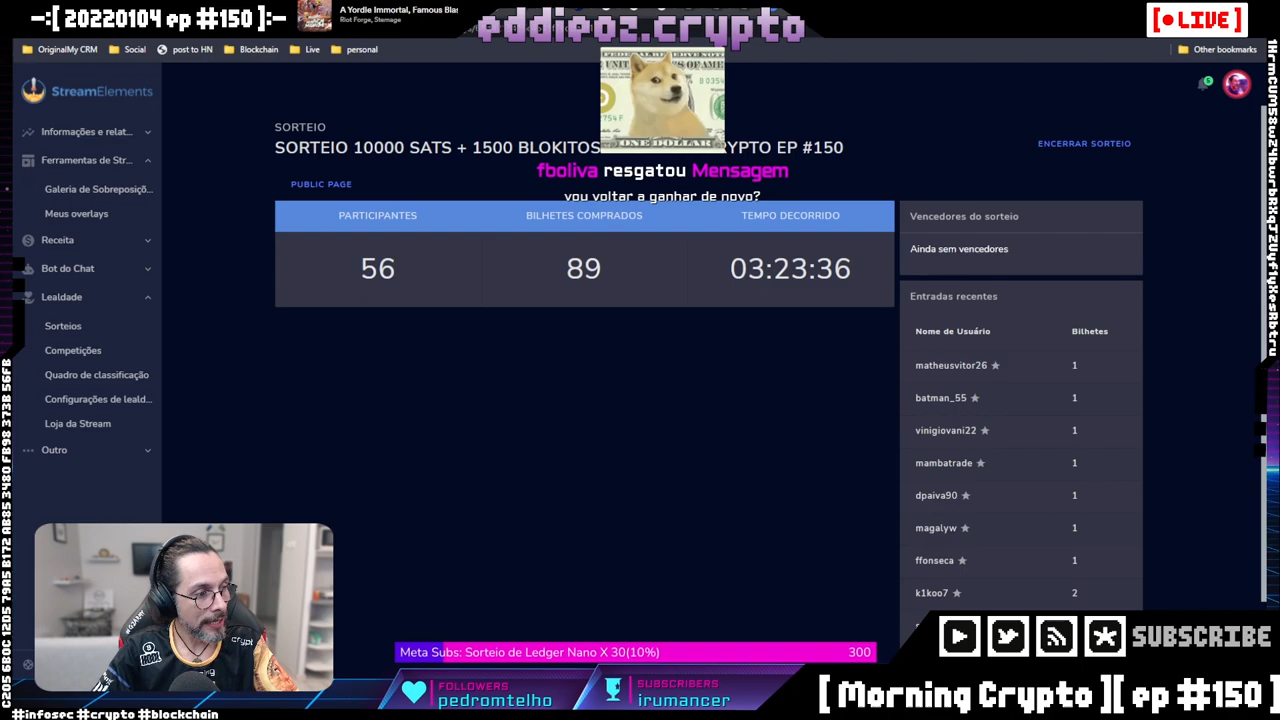 -:[ 20220104 ep #150 ]:-
A Yordle Immortal, Famous Blas
Riot Forge, Stemage
eddieoz.crypto
[ • LIVE ]
OriginalMy CRM
Social
post to HN
Blockchain
Live
personal
Other bookmarks
StreamElements
5
Informações e relat...
Ferramentas de Str...
Galeria de Sobreposiçõ...
Meus overlays
Receita
Bot do Chat
Lealdade
Sorteios
Competições
Quadro de classificação
Configurações de leald...
Loja da Stream
Outro
SORTEIO
SORTEIO 10000 SATS + 1500 BLOKITOS
YPTO EP #150
ENCERRAR SORTEIO
ONE DOLLAR
fboliva resgatou Mensagem
vou voltar a ganhar de novo?
PUBLIC PAGE
PARTICIPANTES
BILHETES COMPRADOS
TEMPO DECORRIDO
56
89
03:23:36
Vencedores do sorteio
Ainda sem vencedores
Entradas recentes
Nome de Usuário
Bilhetes
matheusvitor26 1
batman_55 1
vinigiovani22 1
mambatrade 1
dpaiva90 1
magalyw 1
ffonseca 1
k1koo7 2
Meta Subs: Sorteio de Ledger Nano X 30(10%)
300
FOLLOWERS
pedromtelho
SUBSCRIBERS
irumancer
SUBSCRIBE
[ Morning Crypto ][ ep #150 ]
#infosec #crypto #blockchain